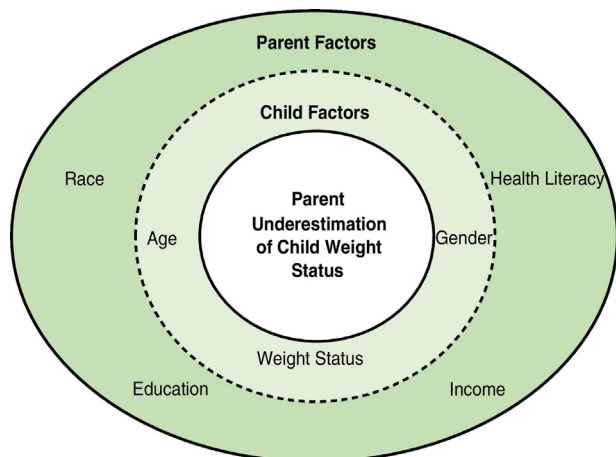 Parent Factors
Child Factors
Race
Health Literacy
Parent
Underestimation
of Child Weight
Status
Age
Gender
Weight Status
Education
Income